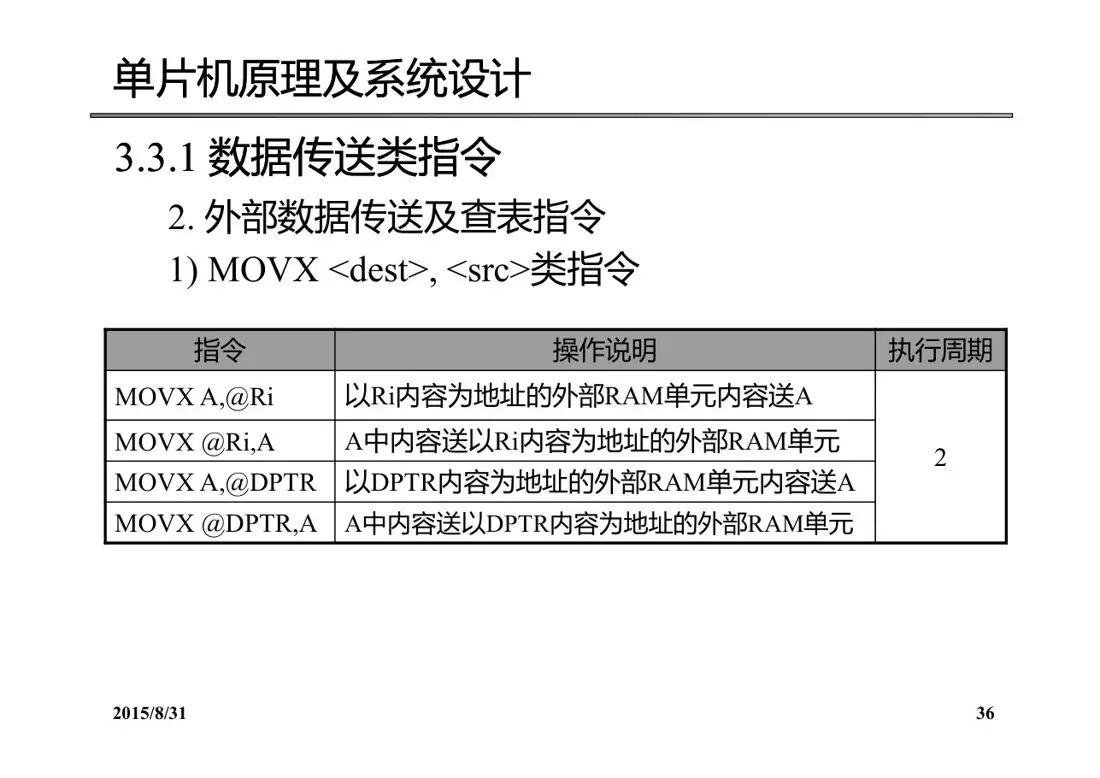 单片机原理及系统设计
3.3.1 数据传送类指令
2. 外部数据传送及查表指令
1) MOVX <dest>, <src>类指令
指令 操作说明 执行周期
MOVX A,@Ri 以Ri内容为地址的外部RAM单元内容送A
MOVX @Ri,A A中内容送以Ri内容为地址的外部RAM单元
2
MOVX A,@DPTR 以DPTR内容为地址的外部RAM单元内容送A
MOVX @DPTR,A A中内容送以DPTR内容为地址的外部RAM单元
2015/8/31 36